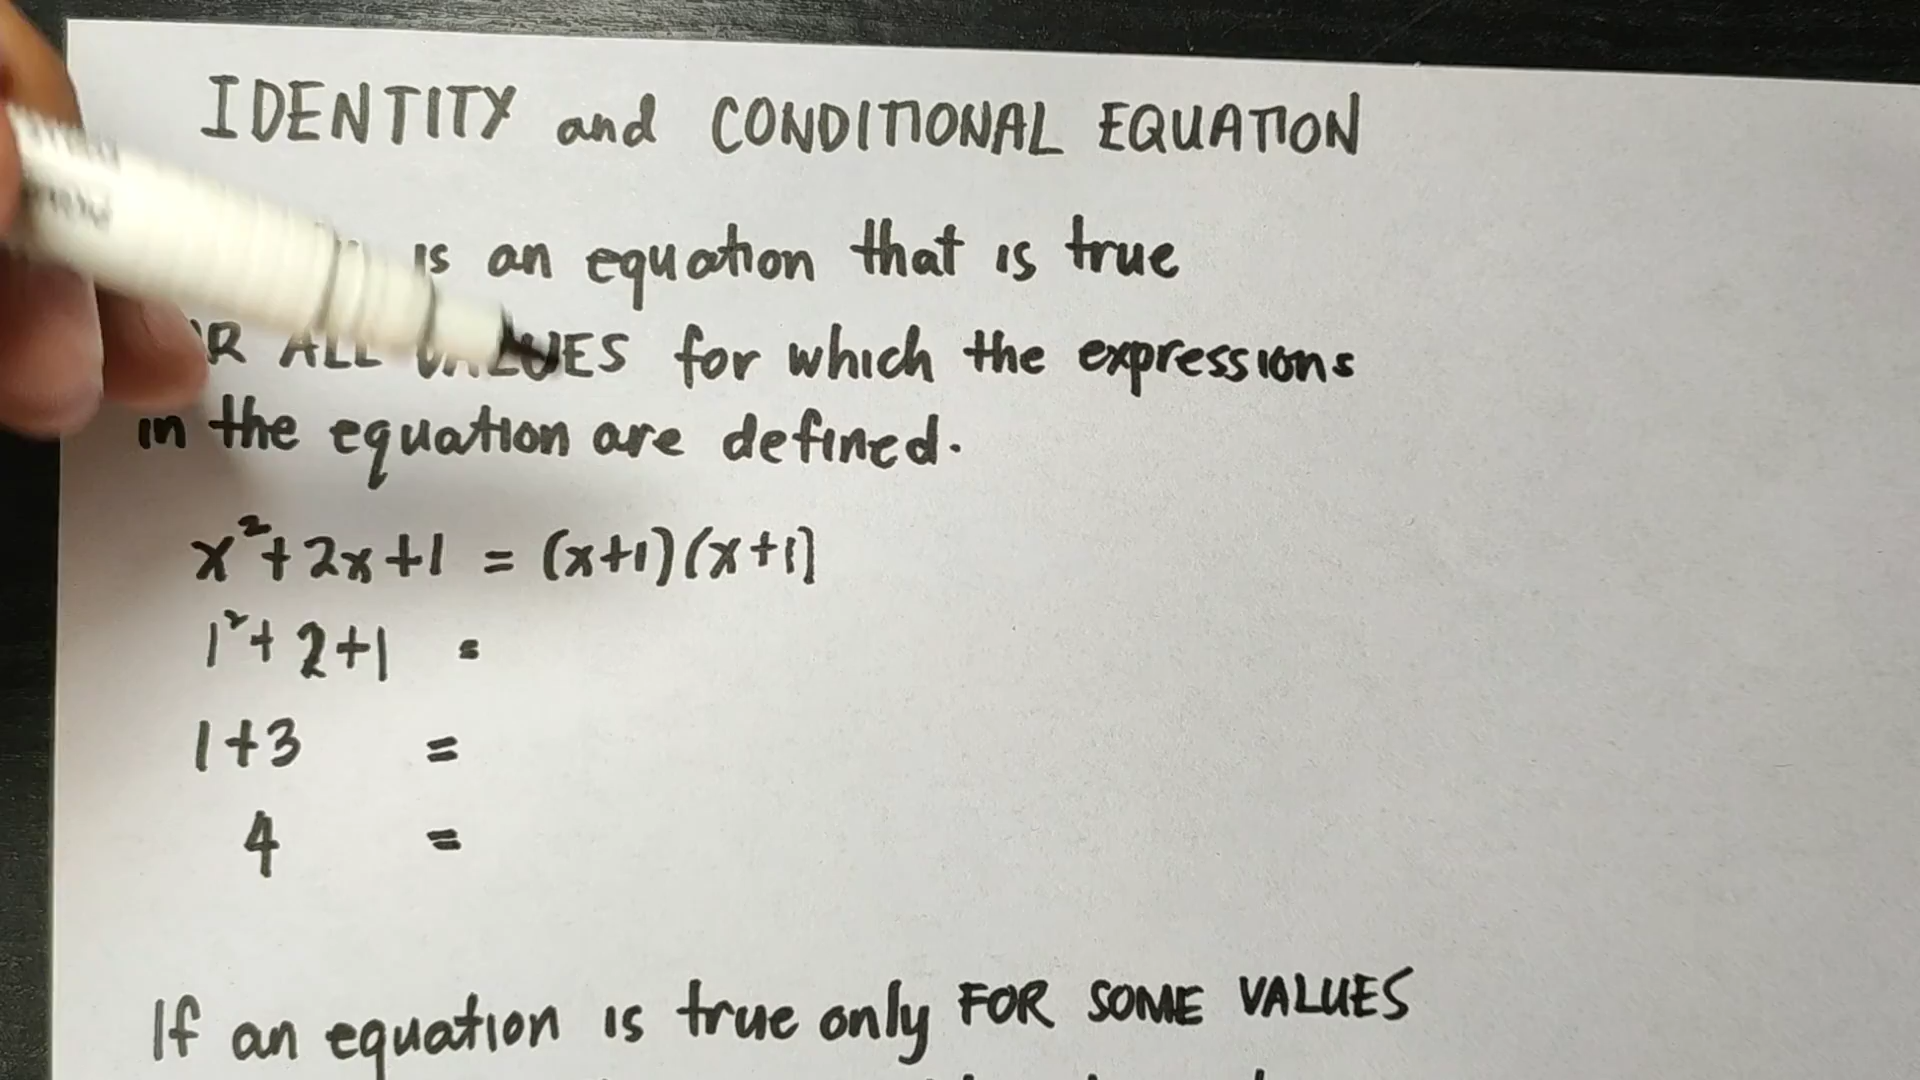 IDENTITY and CONDITIONAL EQUATION
is an equation that is true
ALL VALUES for which the expressions
in the equation are defined.
x²+2x+1 = (x+1)(x+1)
1²+2+1 =
1+3 =
4 =
If an equation is true only FOR SOME VALUES